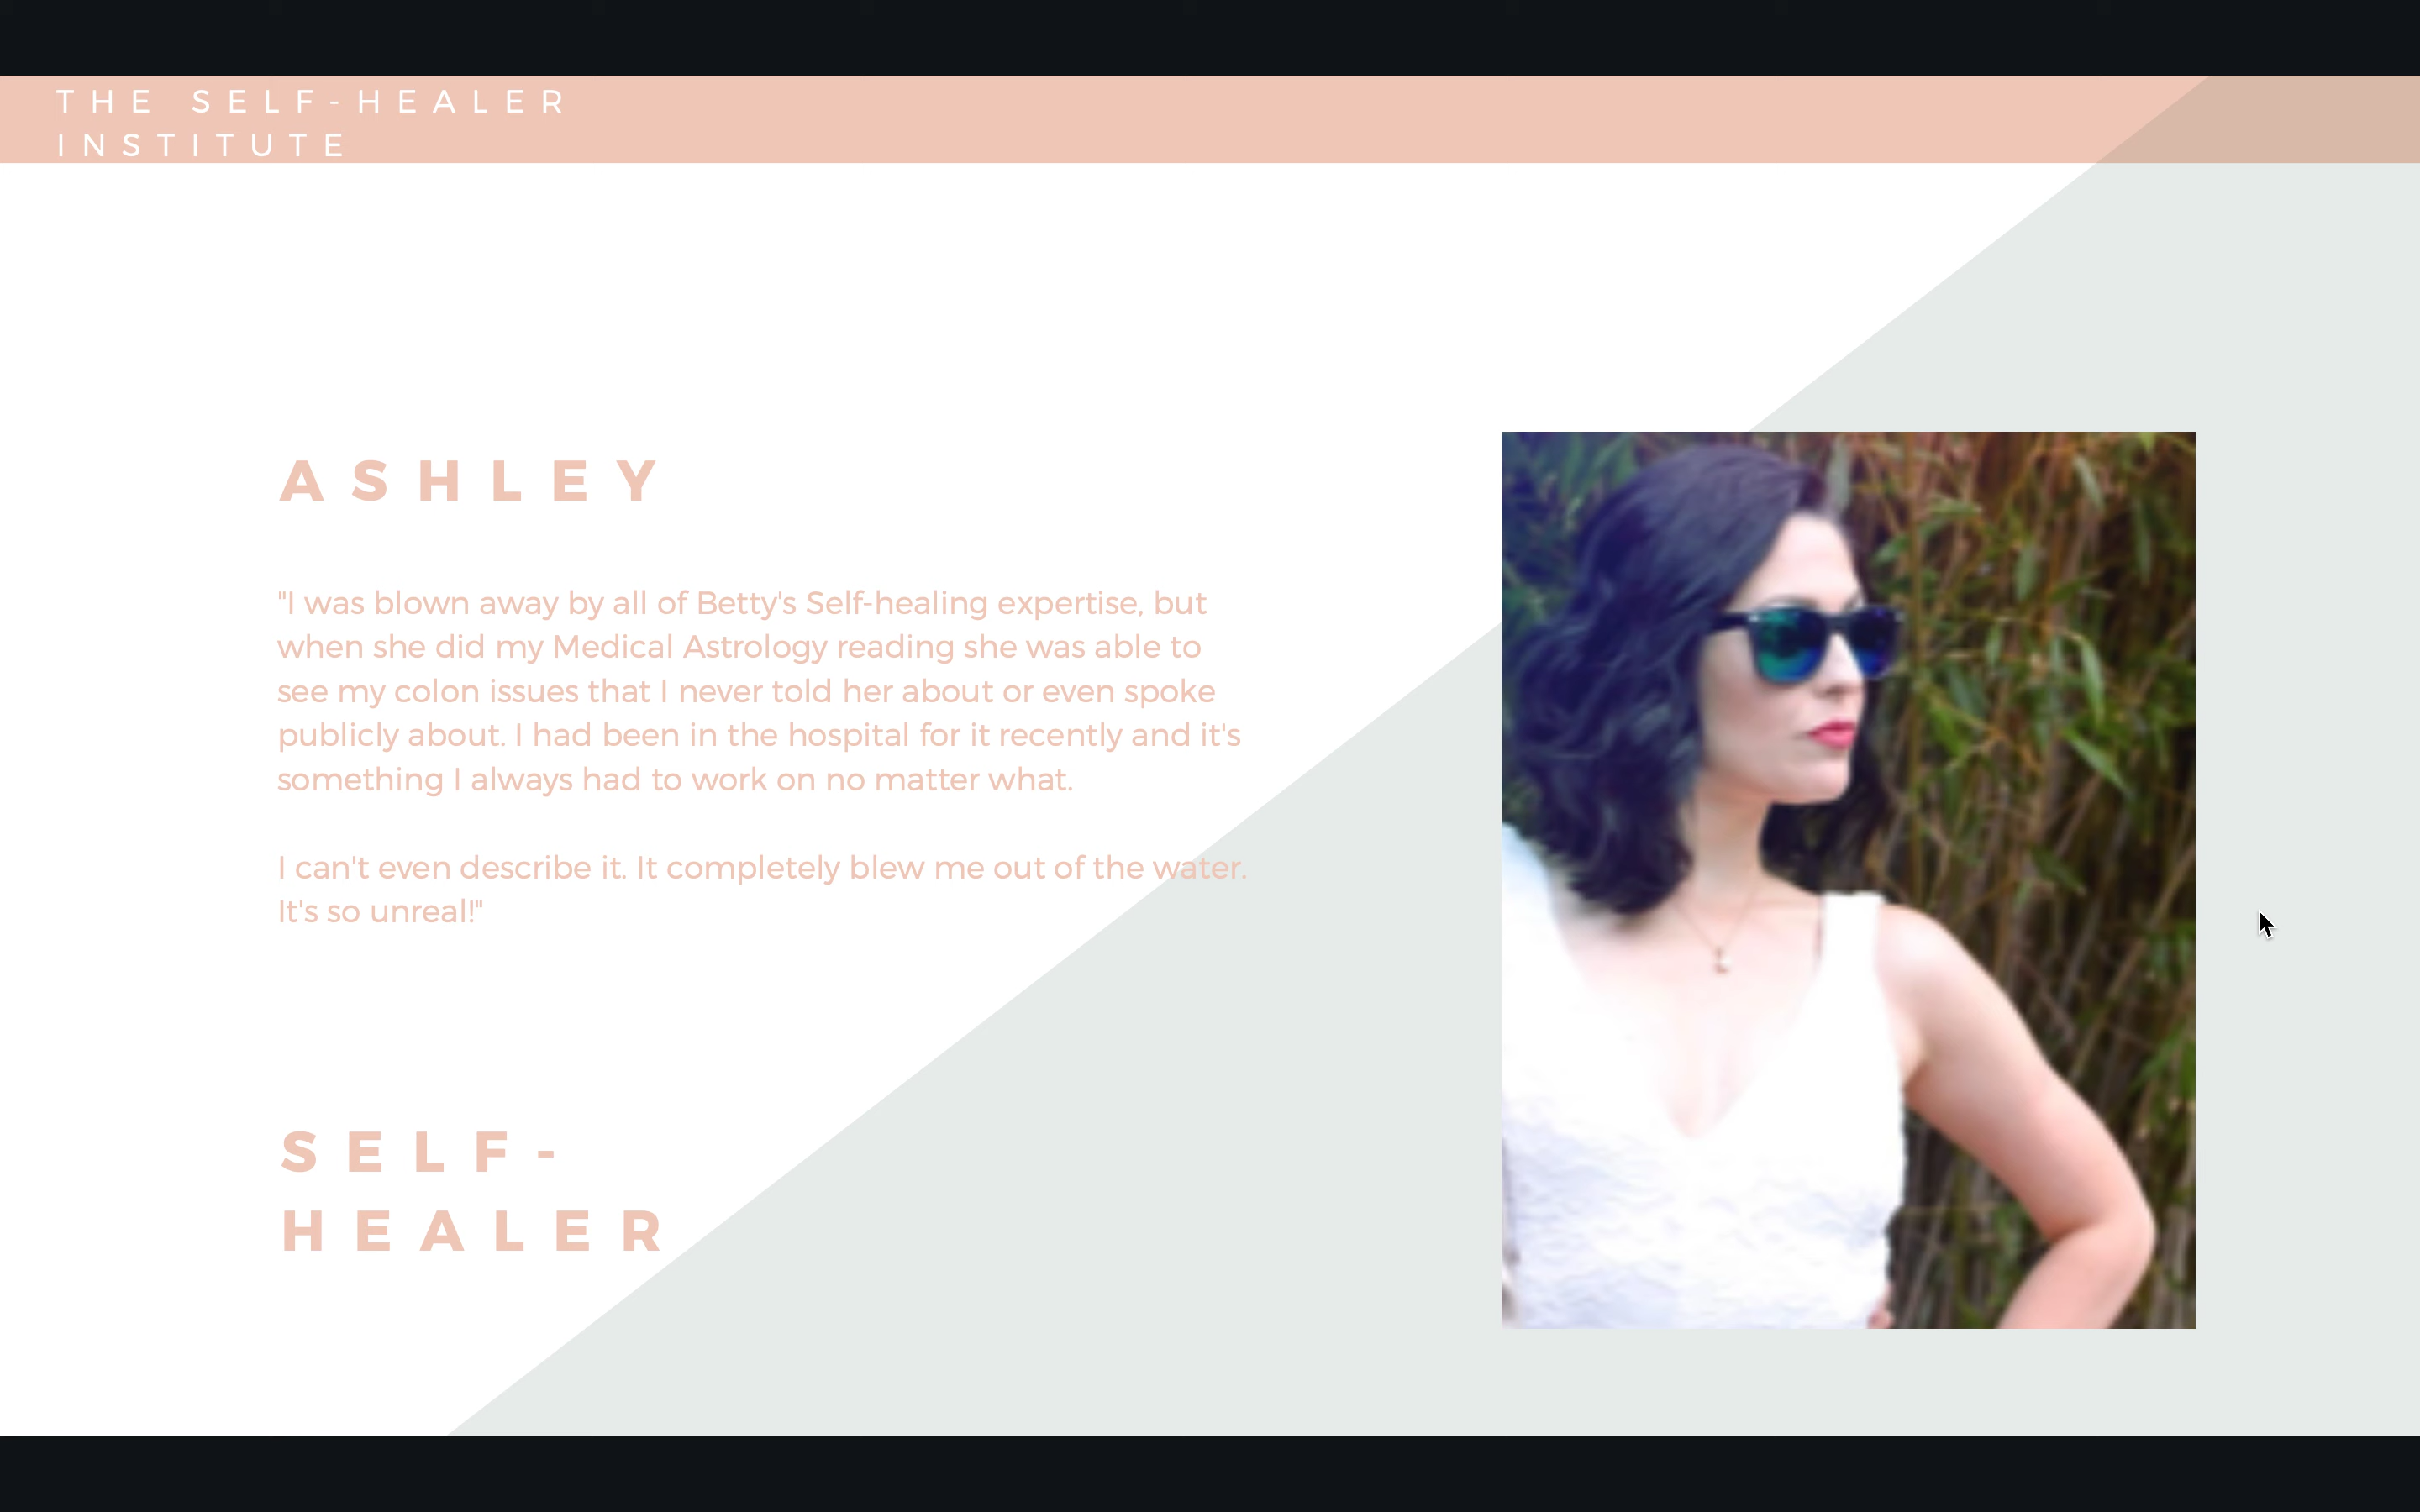 THE SELF-HEALER
INSTITUTE
ASHLEY
"I was blown away by all of Betty's Self-healing expertise, but
when she did my Medical Astrology reading she was able to
see my colon issues that I never told her about or even spoke
publicly about. I had been in the hospital for it recently and it's
something I always had to work on no matter what.
I can't even describe it. It completely blew me out of the water.
It's so unreal!"
SELF-
HEALER